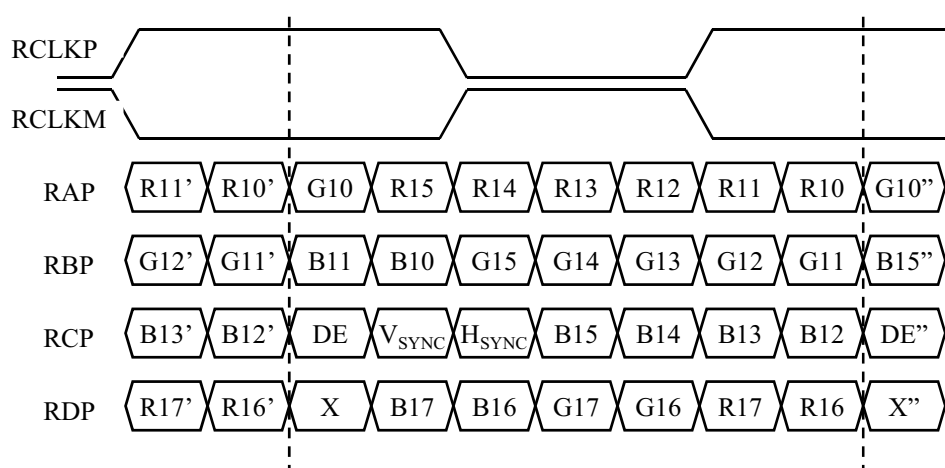 RCLKP
RCLKM
RAP R11’ R10’ G10 R15 R14 R13 R12 R11 R10 G10”
RBP G12’ G11’ B11 B10 G15 G14 G13 G12 G11 B15”
RCP B13’ B12’ DE VSYNC HSYNC B15 B14 B13 B12 DE”
RDP R17’ R16’ X B17 B16 G17 G16 R17 R16 X”